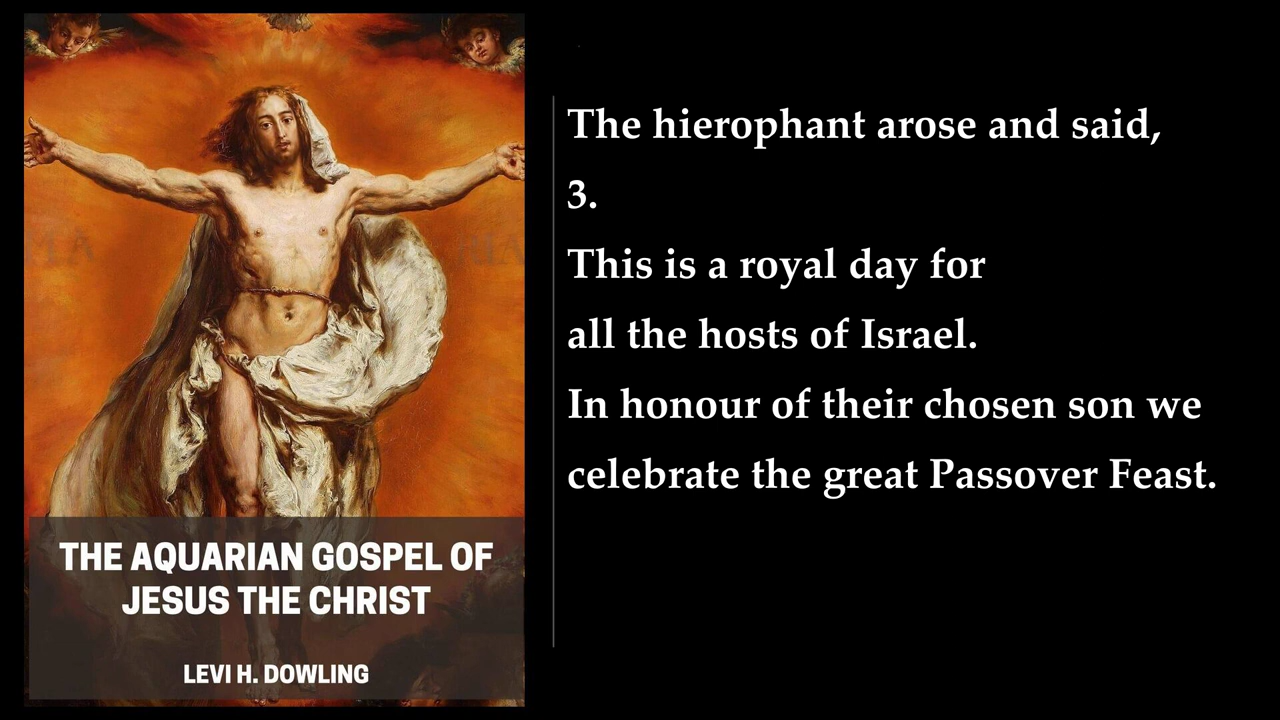 THE AQUARIAN GOSPEL OF
JESUS THE CHRIST
LEVI H. DOWLING
The hierophant arose and said,
3.
This is a royal day for
all the hosts of Israel.
In honour of their chosen son we
celebrate the great Passover Feast.